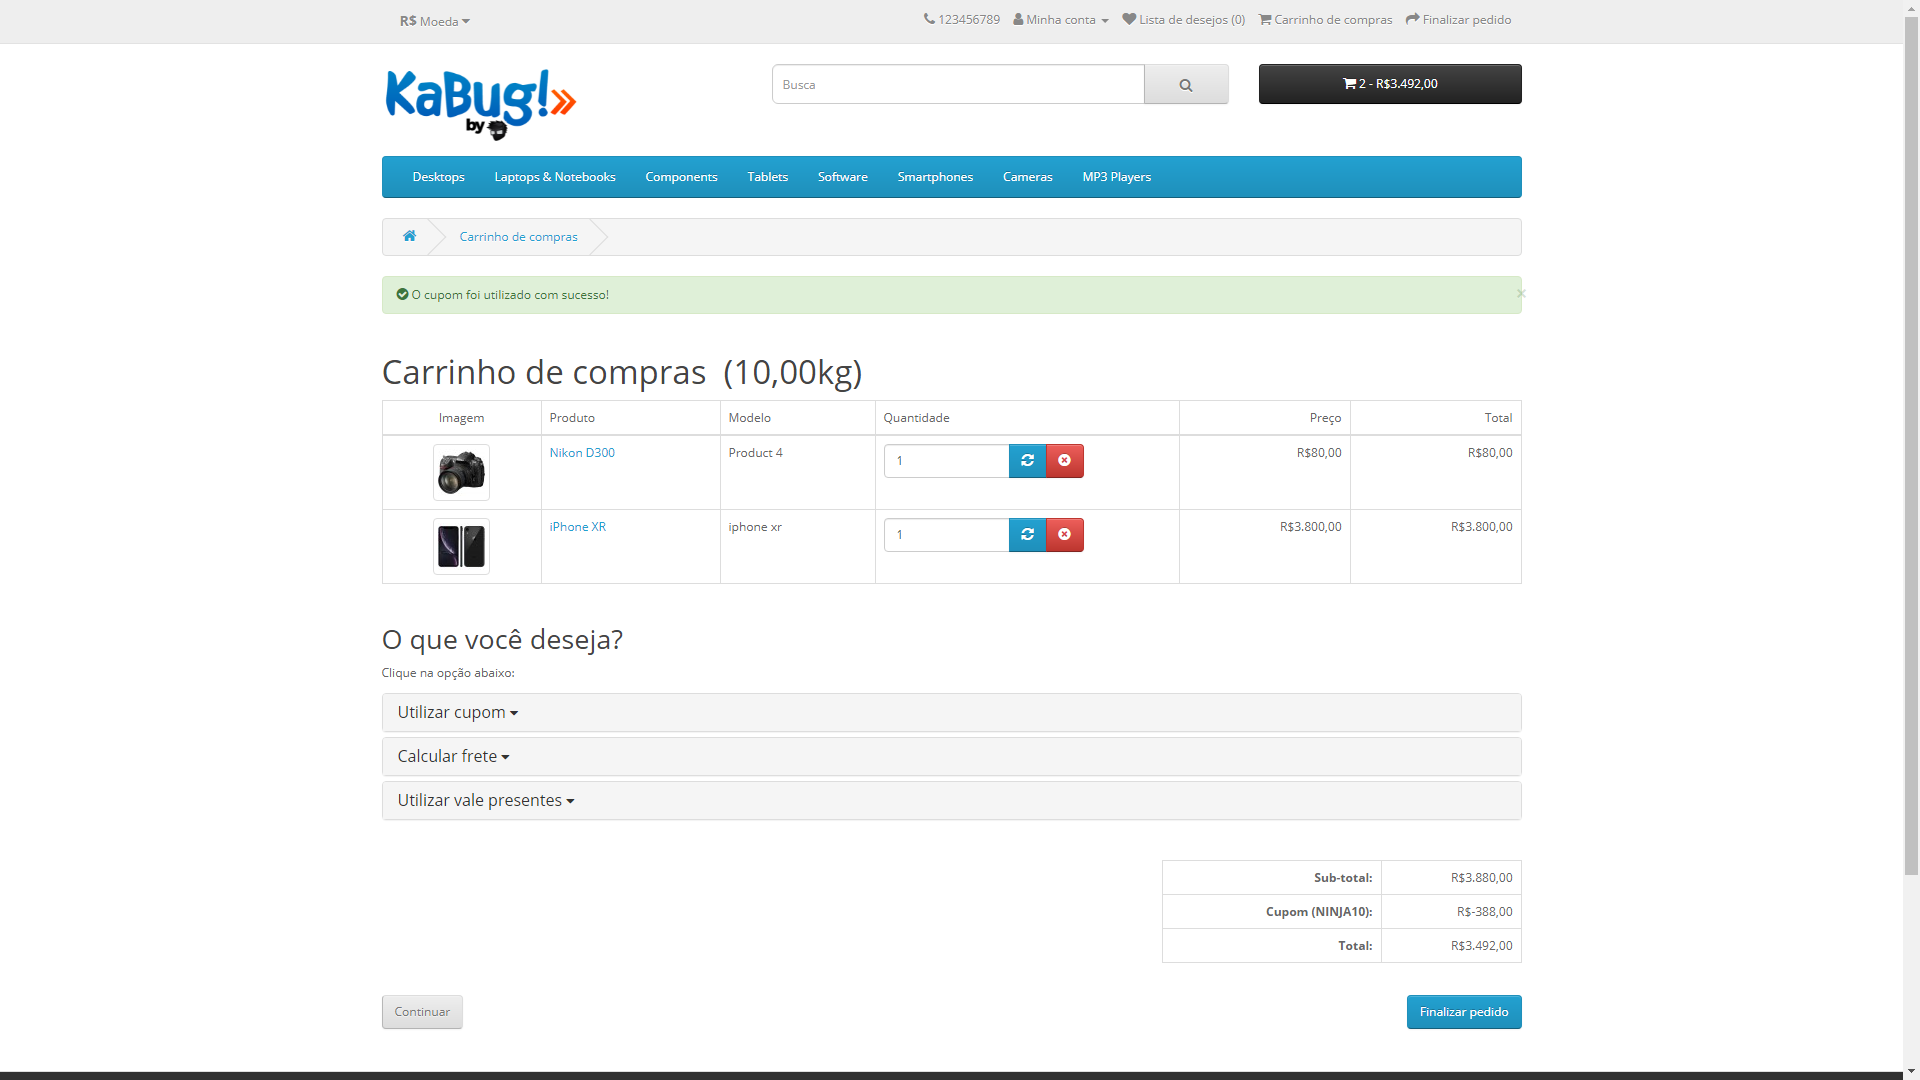 R$ Moeda
123456789 Minha conta Lista de desejos (0) Carrinho de compras Finalizar pedido
KaBug!»
by
Busca
2 - R$3.492,00
Desktops Laptops & Notebooks Components Tablets Software Smartphones Cameras MP3 Players
Carrinho de compras
O cupom foi utilizado com sucesso!
×
Carrinho de compras (10,00kg)
Imagem Produto Modelo Quantidade Preço Total
Nikon D300 Product 4 1 R$80,00 R$80,00
iPhone XR iphone xr 1 R$3.800,00 R$3.800,00
O que você deseja?
Clique na opção abaixo:
Utilizar cupom
Calcular frete
Utilizar vale presentes
Sub-total: R$3.880,00
Cupom (NINJA10): R$-388,00
Total: R$3.492,00
Continuar
Finalizar pedido